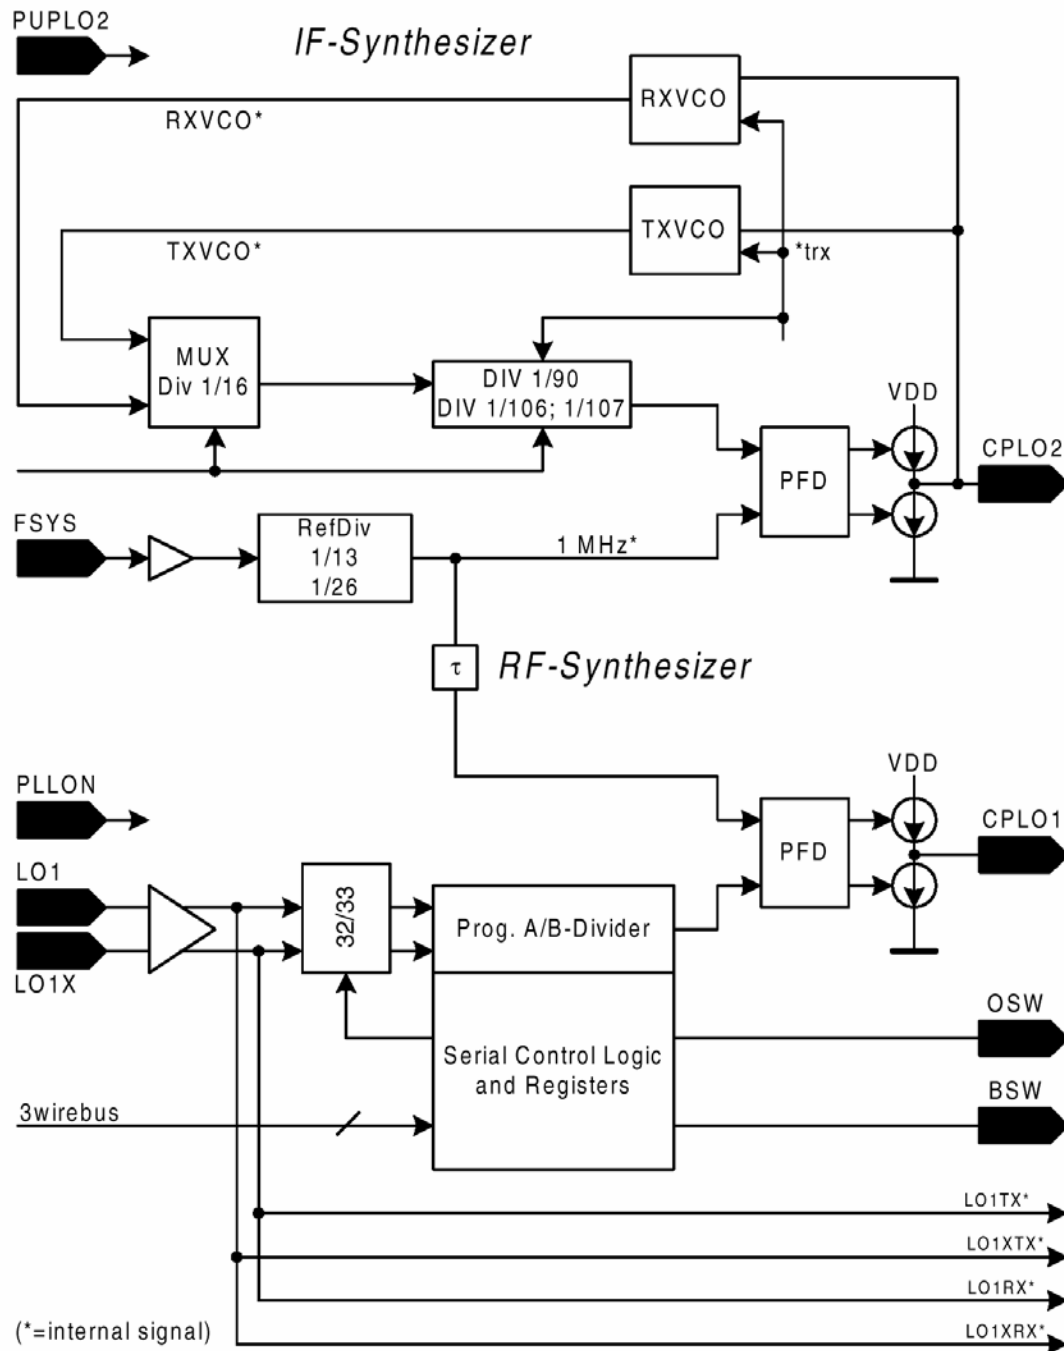 PUPLO2
IF-Synthesizer
RXVCO
RXVCO*
TXVCO
TXVCO*
*trx
MUX
Div 1/16
DIV 1/90
DIV 1/106; 1/107
VDD
CPLO2
PFD
FSYS
RefDiv
1/13
1/26
1 MHz*
τ
RF-Synthesizer
PLLON
VDD
CPLO1
PFD
LO1
LO1X
32/33
Prog. A/B-Divider
OSW
Serial Control Logic
and Registers
BSW
3wirebus
LO1TX*
LO1XTX*
LO1RX*
LO1XRX*
(*=internal signal)